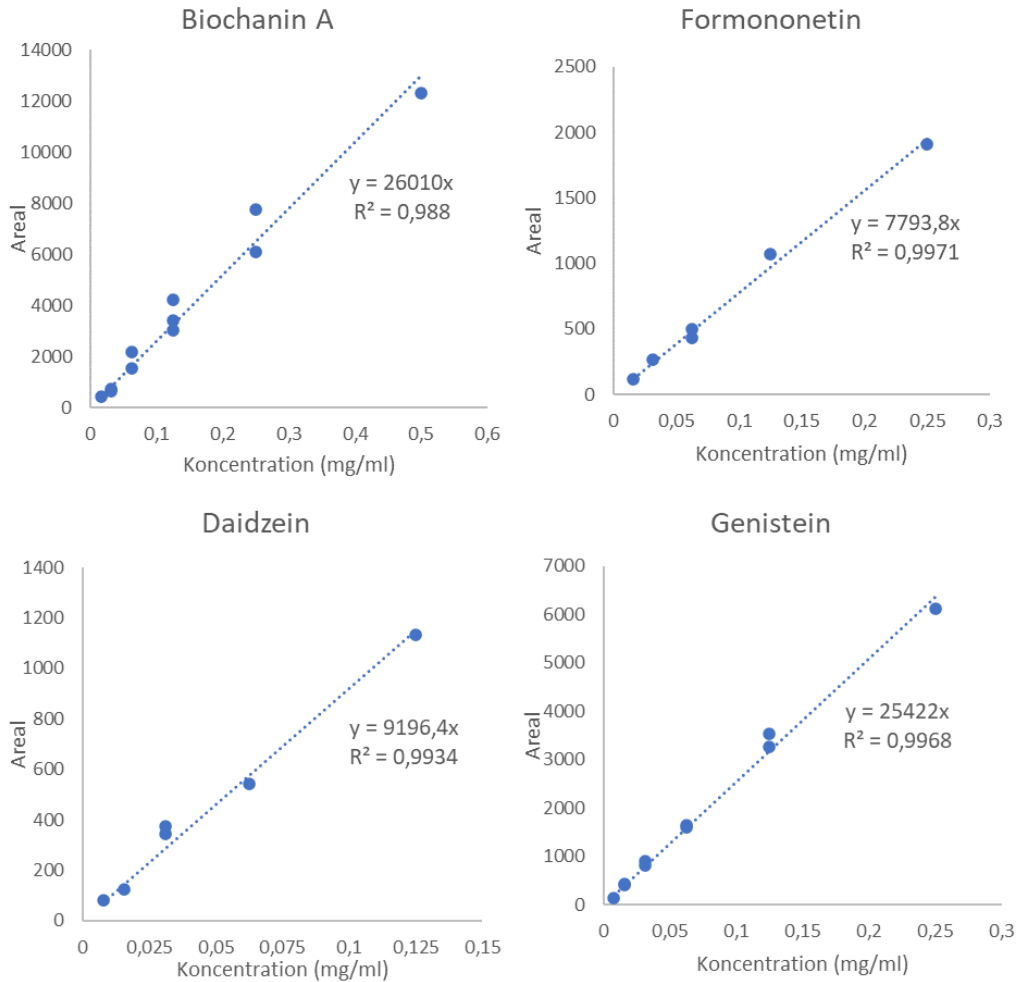 Biochanin A
14000
12000
10000
8000
6000
4000
2000
0
Areal
y = 26010x
R² = 0,988
0 0,1 0,2 0,3 0,4 0,5 0,6
Koncentration (mg/ml)
Formononetin
2500
2000
1500
1000
500
0
Areal
y = 7793,8x
R² = 0,9971
0 0,05 0,1 0,15 0,2 0,25 0,3
Koncentration (mg/ml)
Daidzein
1400
1200
1000
800
600
400
200
0
Areal
y = 9196,4x
R² = 0,9934
0 0,025 0,05 0,075 0,1 0,125 0,15
Koncentration (mg/ml)
Genistein
7000
6000
5000
4000
3000
2000
1000
0
Areal
y = 25422x
R² = 0,9968
0 0,05 0,1 0,15 0,2 0,25 0,3
Koncentration (mg/ml)